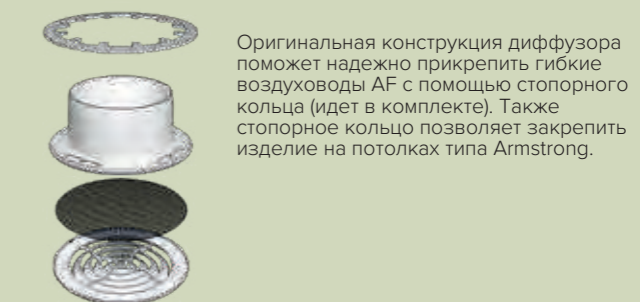 Оригинальная конструкция диффузора
поможет надежно прикрепить гибкие
воздуховоды AF с помощью стопорного
кольца (идет в комплекте). Также
стопорное кольцо позволяет закрепить
изделие на потолках типа Armstrong.